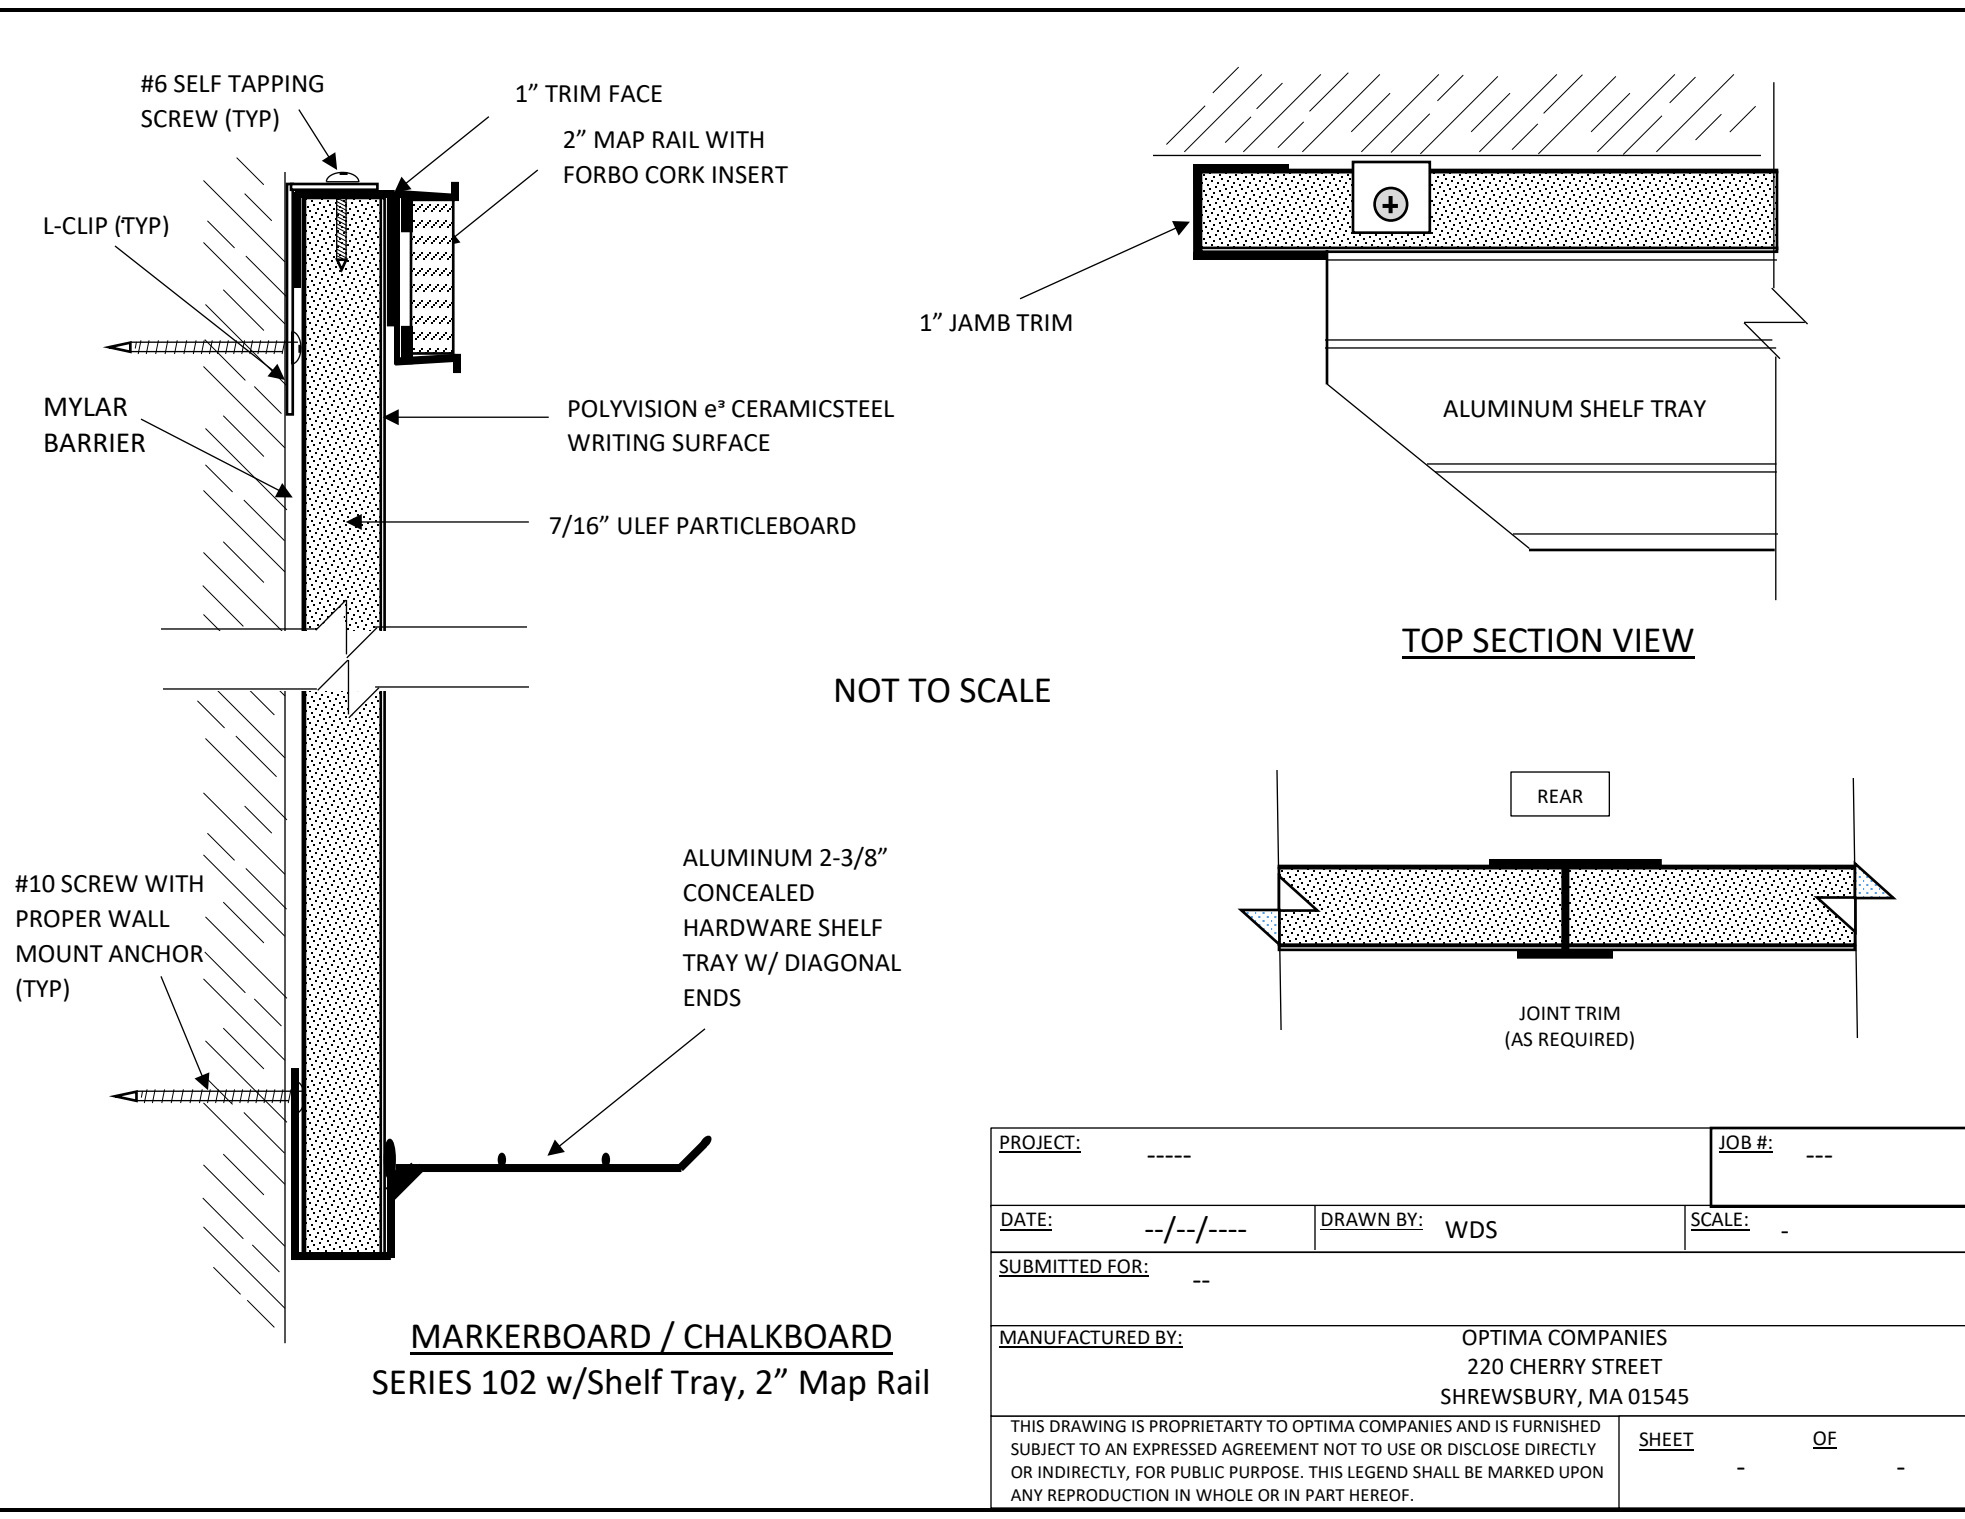 #6 SELF TAPPING
SCREW (TYP)
1” TRIM FACE
2” MAP RAIL WITH
FORBO CORK INSERT
L-CLIP (TYP)
MYLAR
BARRIER
POLYVISION e³ CERAMICSTEEL
WRITING SURFACE
7/16” ULEF PARTICLEBOARD
1” JAMB TRIM
ALUMINUM SHELF TRAY
TOP SECTION VIEW
NOT TO SCALE
REAR
JOINT TRIM
(AS REQUIRED)
#10 SCREW WITH
PROPER WALL
MOUNT ANCHOR
(TYP)
ALUMINUM 2-3/8”
CONCEALED
HARDWARE SHELF
TRAY W/ DIAGONAL
ENDS
MARKERBOARD / CHALKBOARD
SERIES 102 w/Shelf Tray, 2” Map Rail
PROJECT: -----
JOB #: ---
DATE: --/--/----
DRAWN BY: WDS
SCALE: -
SUBMITTED FOR: --
MANUFACTURED BY:
OPTIMA COMPANIES
220 CHERRY STREET
SHREWSBURY, MA 01545
THIS DRAWING IS PROPRIETARTY TO OPTIMA COMPANIES AND IS FURNISHED
SUBJECT TO AN EXPRESSED AGREEMENT NOT TO USE OR DISCLOSE DIRECTLY
OR INDIRECTLY, FOR PUBLIC PURPOSE. THIS LEGEND SHALL BE MARKED UPON
ANY REPRODUCTION IN WHOLE OR IN PART HEREOF.
SHEET - OF -